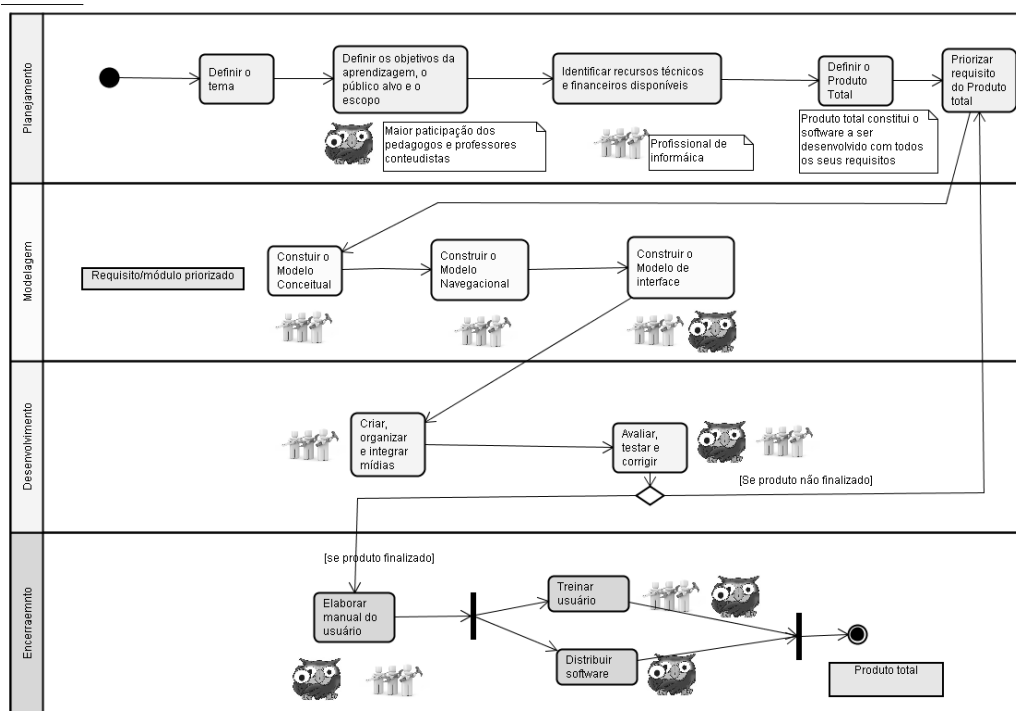 Planejamento
Definir o
tema
Definir os objetivos da
aprendizagem, o
público alvo e o
escopo
Identificar recursos técnicos
e financeiros disponíveis
Definir o
Produto
Total
Priorizar
requisito
do Produto
total
Maior paticipação dos
pedagogos e professores
conteudistas
Profissional de
informáica
Produto total constitui o
software a ser
desenvolvido com todos
os seus requisitos
Modelagem
Requisito/módulo priorizado
Constuir o
Modelo
Conceitual
Construir o
Modelo
Navegacional
Construir o
Modelo de
interface
Desenvolvimento
Criar,
organizar
e integrar
mídias
Avaliar,
testar e
corrigir
[Se produto não finalizado]
Encerraemnto
[se produto finalizado]
Elaborar
manual do
usuário
Treinar
usuário
Distribuir
software
Produto total